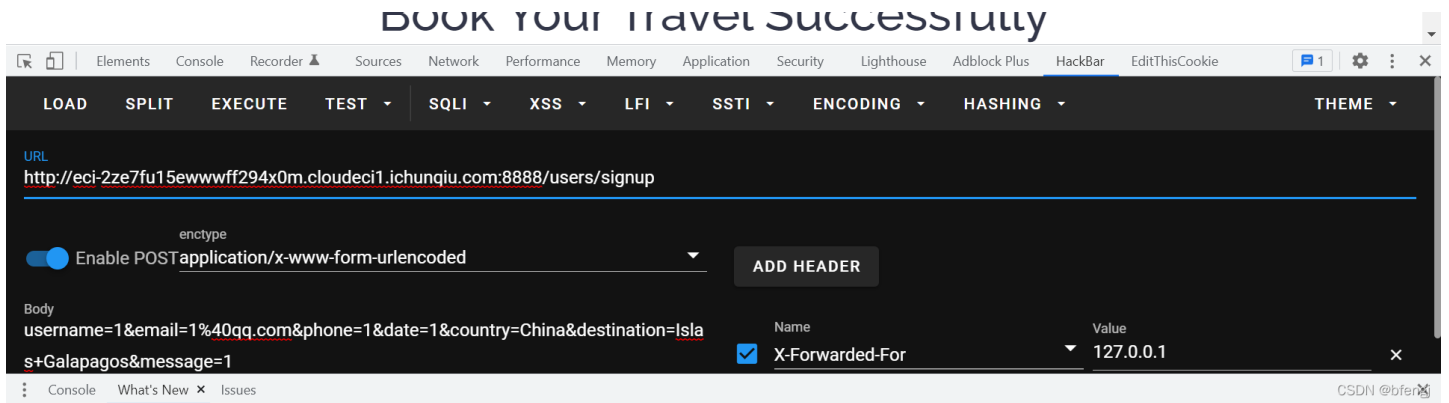 Book Your Travel Successfully
Elements Console Recorder Sources Network Performance Memory Application Security Lighthouse Adblock Plus HackBar EditThisCookie 1
LOAD SPLIT EXECUTE TEST SQLI XSS LFI SSTI ENCODING HASHING THEME
URL
http://eci-2ze7fu15ewwwff294x0m.cloudeci1.ichunqiu.com:8888/users/signup
enctype
Enable POST application/x-www-form-urlencoded
ADD HEADER
Body
username=1&email=1%40qq.com&phone=1&date=1&country=China&destination=Isla
s+Galapagos&message=1
Name Value
X-Forwarded-For 127.0.0.1
Console What's New Issues
CSDN @bfengj